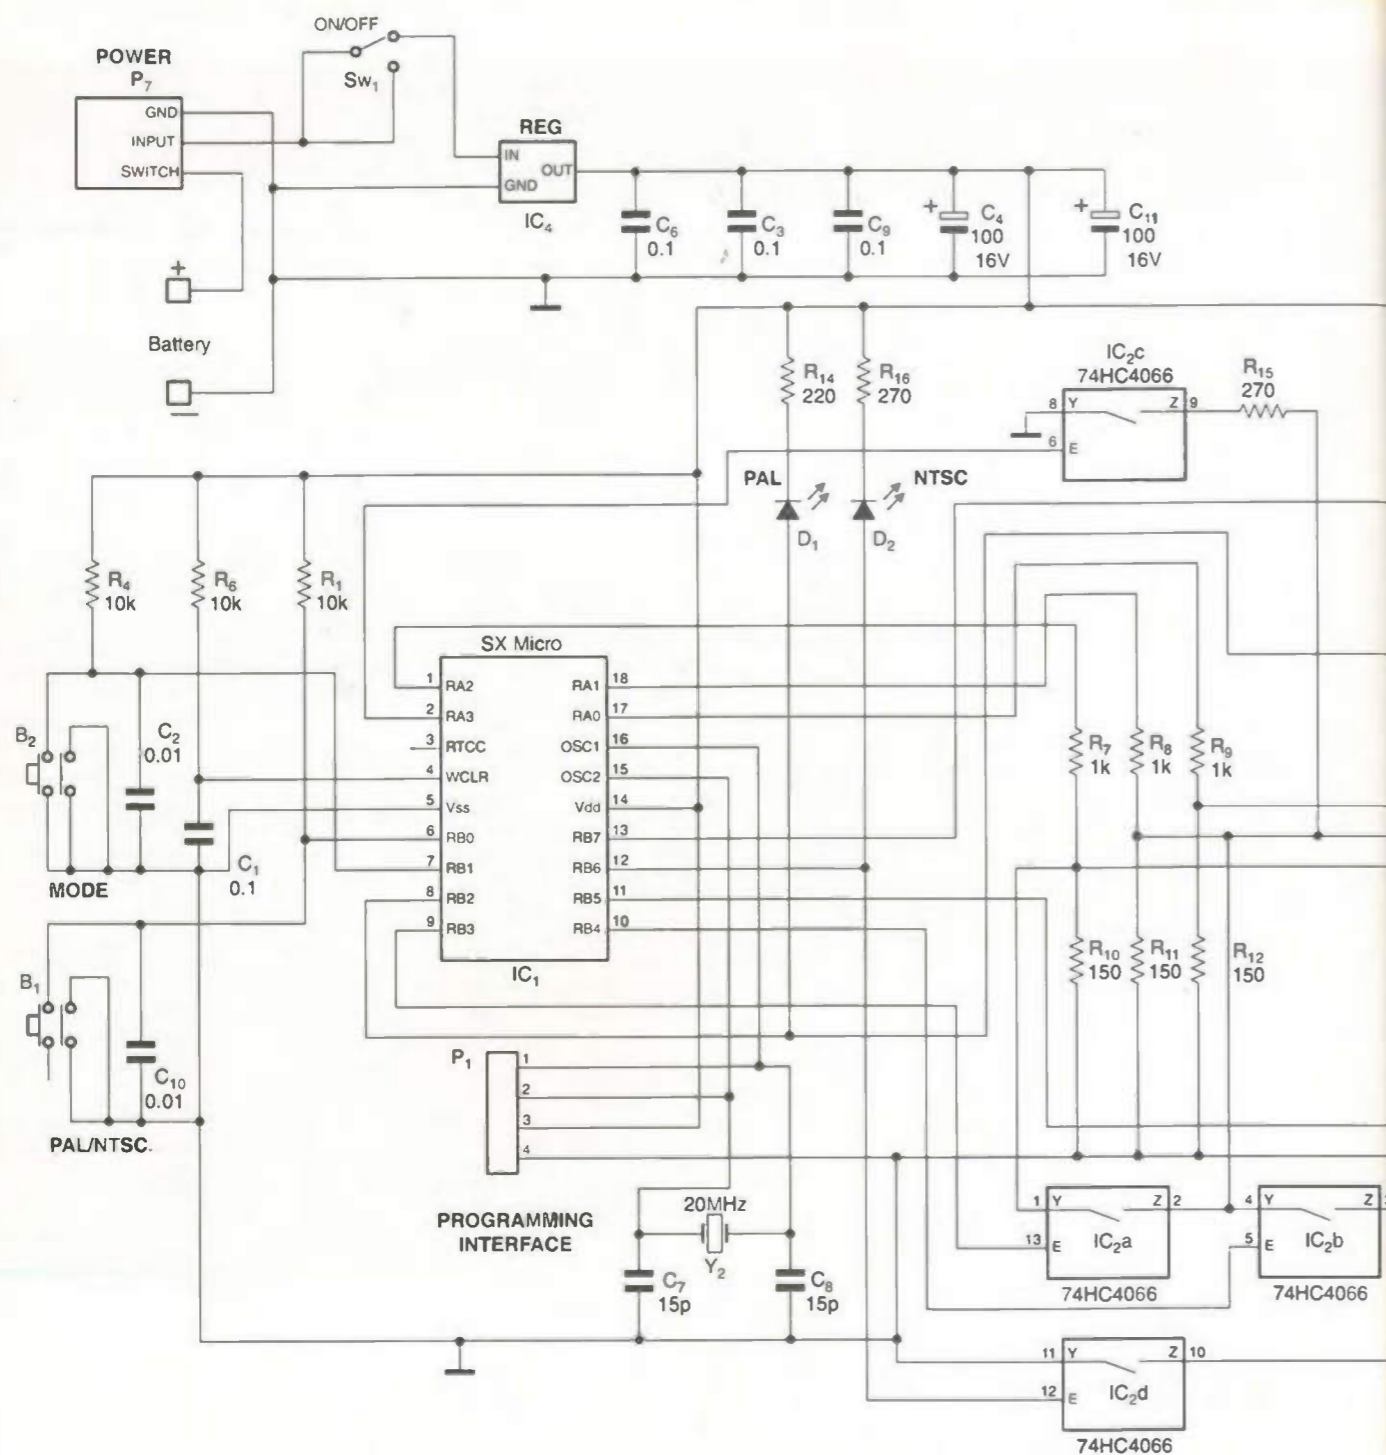 ON/OFF
POWER
P7
Sw1
GND
INPUT
SWITCH
REG
IN
OUT
GND
IC4
+
C6
0.1
C3
0.1
C9
0.1
+
C4
100
16V
+
C11
100
16V
+
Battery
R14
220
R16
270
IC2c
74HC4066
R15
270
8
Y
Z
9
6
E
PAL
NTSC
D1
D2
R4
10k
R6
10k
R1
10k
SX Micro
1
RA2
RA1
18
2
RA3
RA0
17
3
RTCC
OSC1
16
4
WCLR
OSC2
15
5
Vss
Vdd
14
6
RB0
RB7
13
7
RB1
RB6
12
8
RB2
RB5
11
9
RB3
RB4
10
IC1
B2
C2
0.01
C1
0.1
MODE
R7
1k
R8
1k
R9
1k
R10
150
R11
150
R12
150
B1
C10
0.01
PAL/NTSC
P1
1
2
3
4
PROGRAMMING
INTERFACE
20MHz
Y2
C7
15p
C8
15p
1
Y
Z
2
13
E
IC2a
74HC4066
4
Y
Z
5
E
IC2b
74HC4066
11
Y
Z
10
12
E
IC2d
74HC4066